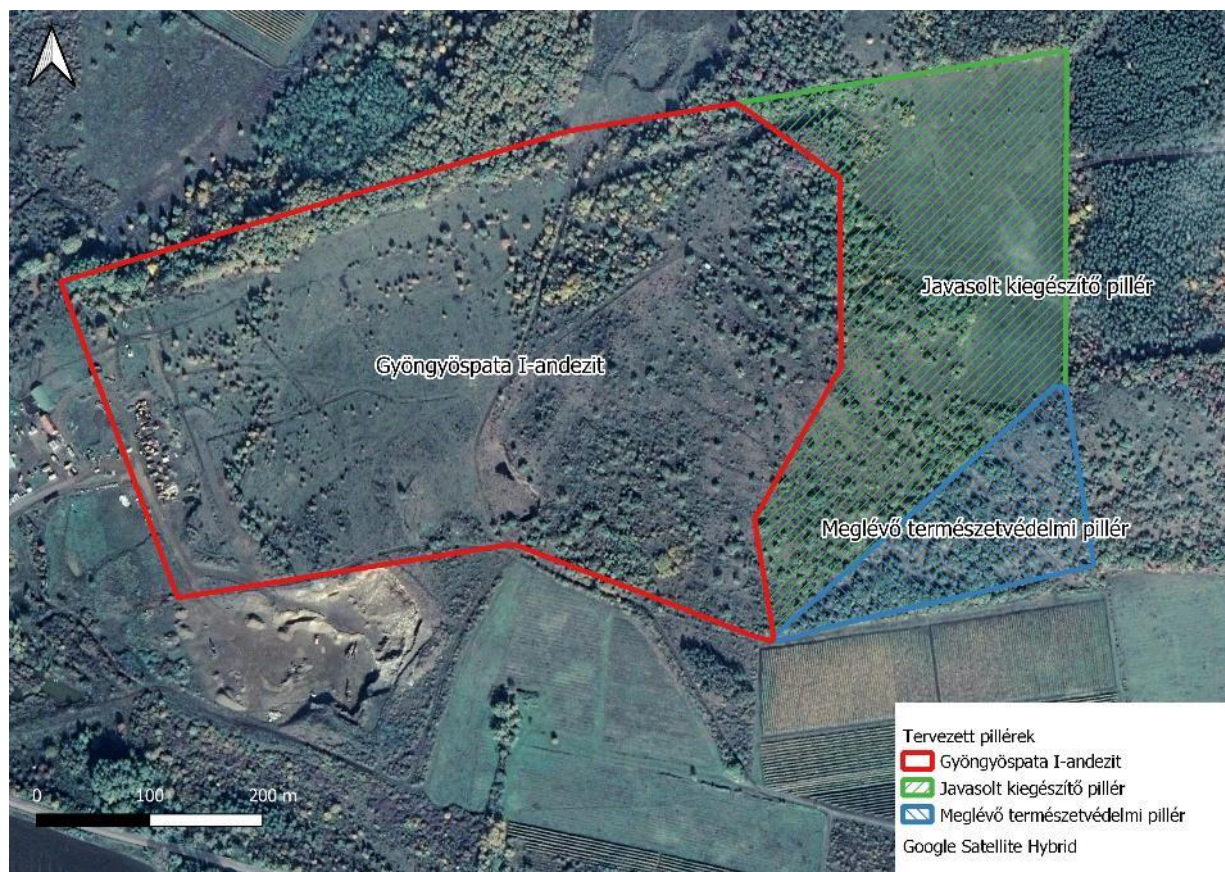 Javasolt kiegészítő pillér
Gyöngyöspata I-andezit
Meglévő természetvédelmi pillér
0 100 200 m
Tervezett pillérek
Gyöngyöspata I-andezit
Javasolt kiegészítő pillér
Meglévő természetvédelmi pillér
Google Satellite Hybrid